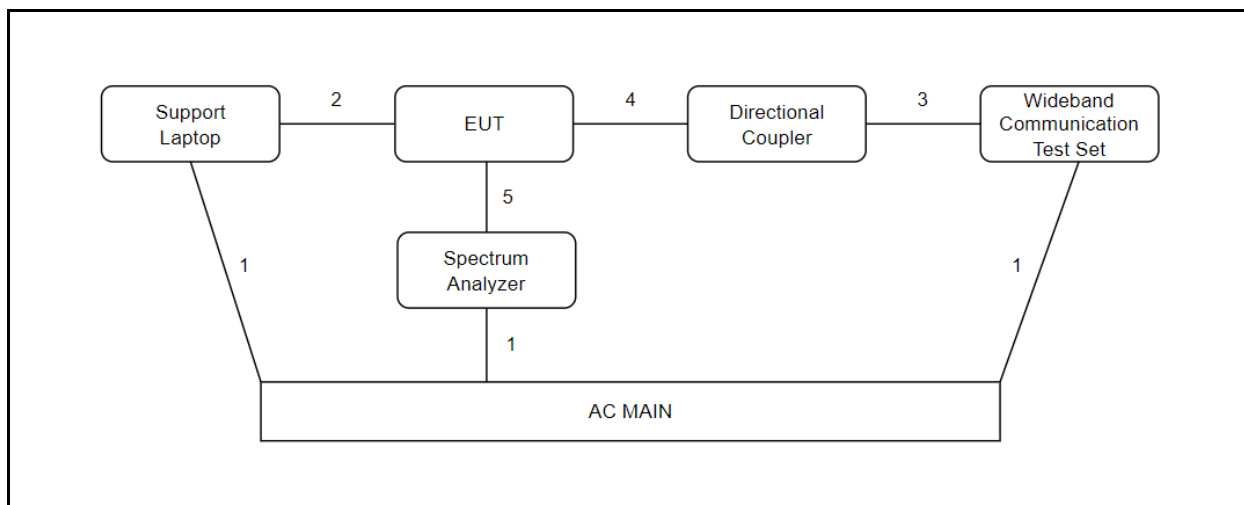 Support
Laptop
2
EUT
4
Directional
Coupler
3
Wideband
Communication
Test Set
5
1
Spectrum
Analyzer
1
1
AC MAIN